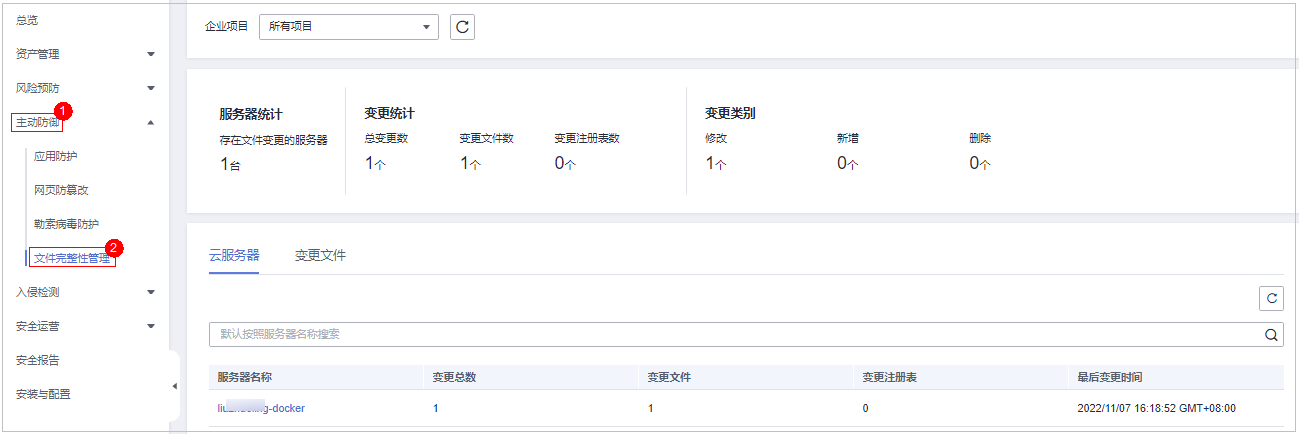 总览
资产管理
风险预防
主动防御
1
应用防护
网页防篡改
勒索病毒防护
文件完整性管理
2
入侵检测
安全运营
安全报告
安装与配置
企业项目 所有项目
服务器统计
存在文件变更的服务器
1台
变更统计
总变更数 变更文件数 变更注册表数
1个 1个 0个
变更类别
修改 新增 删除
1个 0个 0个
云服务器 变更文件
默认按照服务器名称搜索
服务器名称 变更总数 变更文件 变更注册表 最后变更时间
-docker 1 1 0 2022/11/07 16:18:52 GMT+08:00